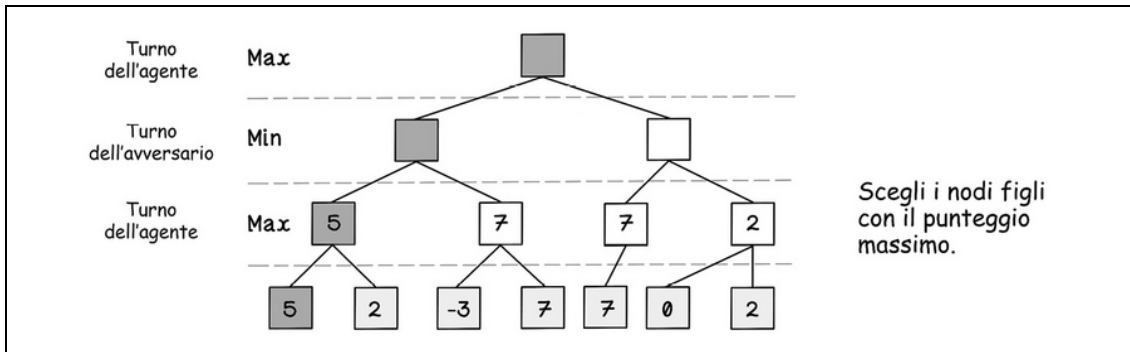 Turno
dell'agente
Max
Turno
dell'avversario
Min
Turno
dell'agente
Max
5
7
7
2
Scegli i nodi figli
con il punteggio
massimo.
5
2
-3
7
7
0
2